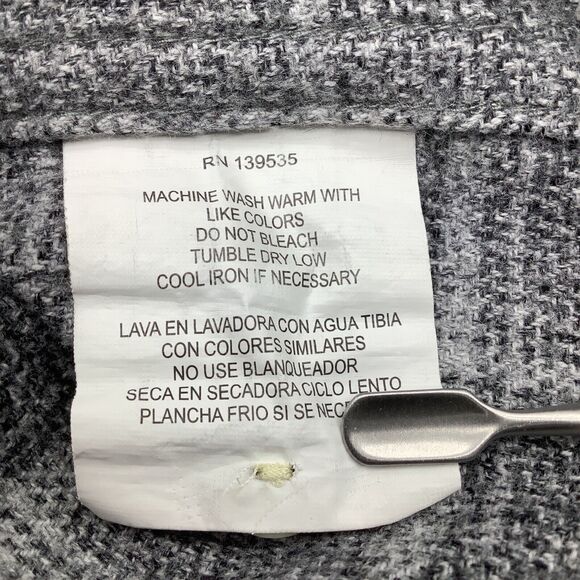 RN 139535
MACHINE WASH WARM WITH
LIKE COLORS
DO NOT BLEACH
TUMBLE DRY LOW
COOL IRON IF NECESSARY
LAVA EN LAVADORA CON AGUA TIBIA
CON COLORES SIMILARES
NO USE BLANQUEADOR
SECA EN SECADORA CICLO LENTO
PLANCHA FRIO SI SE